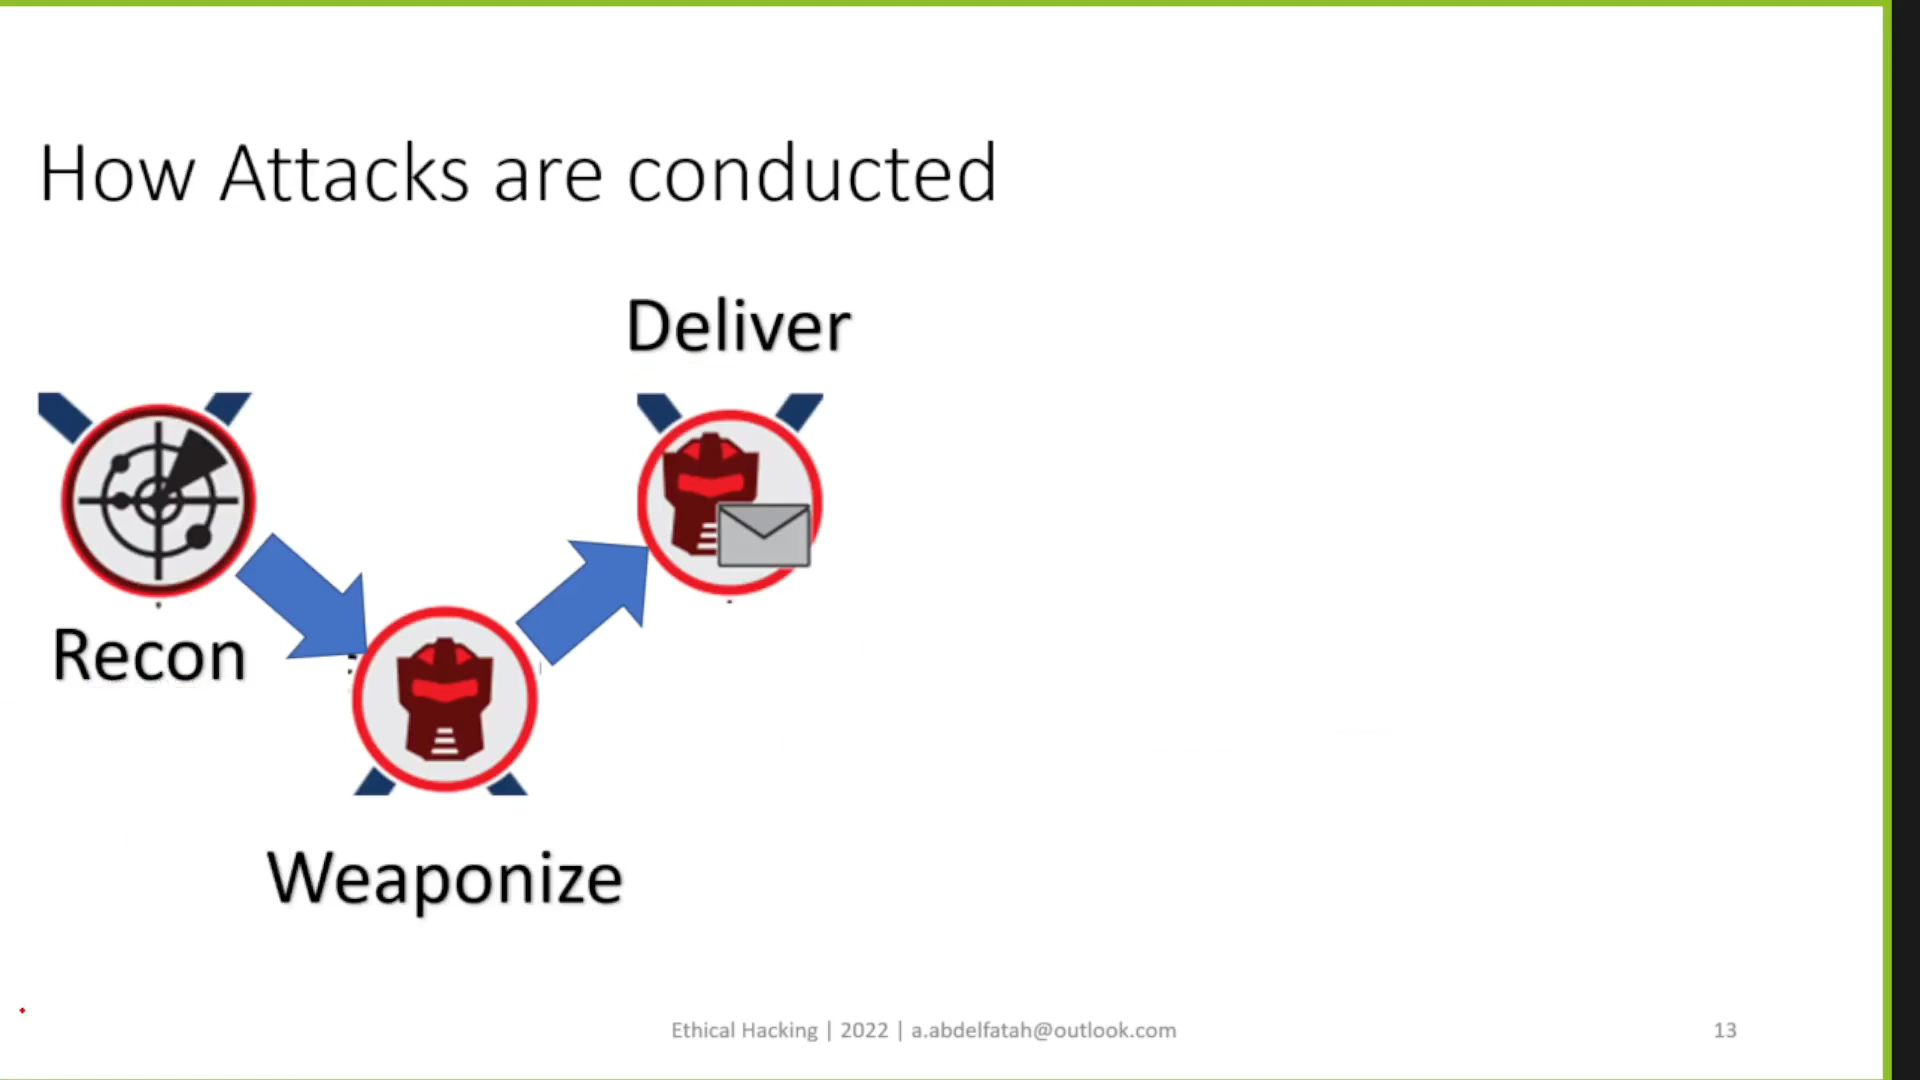 How Attacks are conducted
Deliver
Recon
Weaponize
Ethical Hacking | 2022 | a.abdelfatah@outlook.com
13